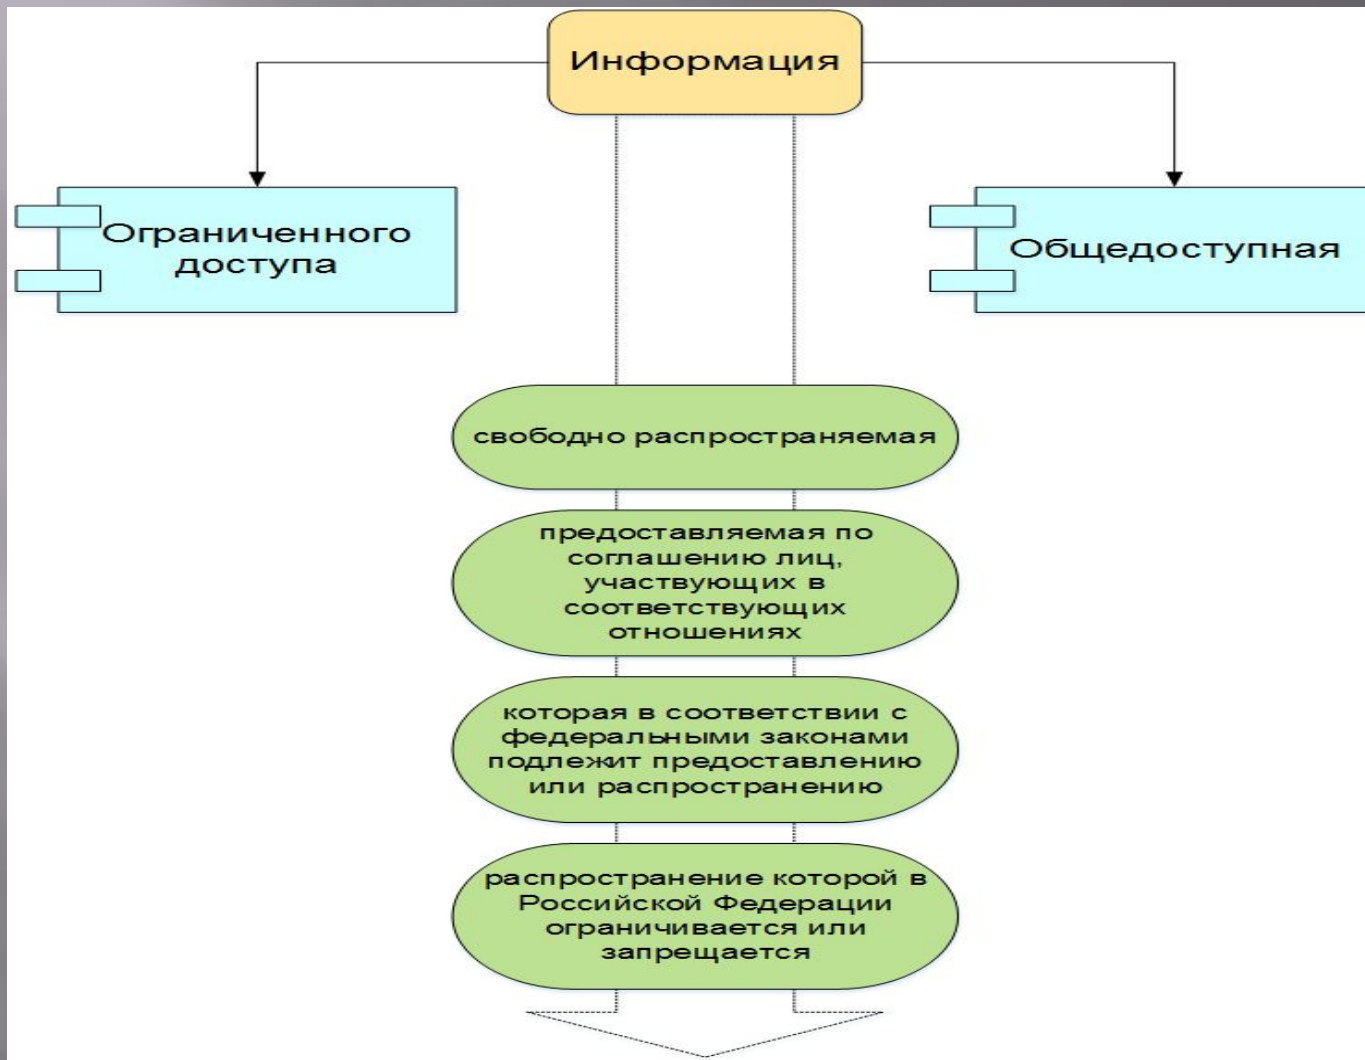 Информация
Ограниченного
доступа
Общедоступная
свободно распространяемая
предоставляемая по
соглашению лиц,
участвующих в
соответствующих
отношениях
которая в соответствии с
федеральными законами
подлежит предоставлению
или распространению
распространение которой в
Российской Федерации
ограничивается или
запрещается